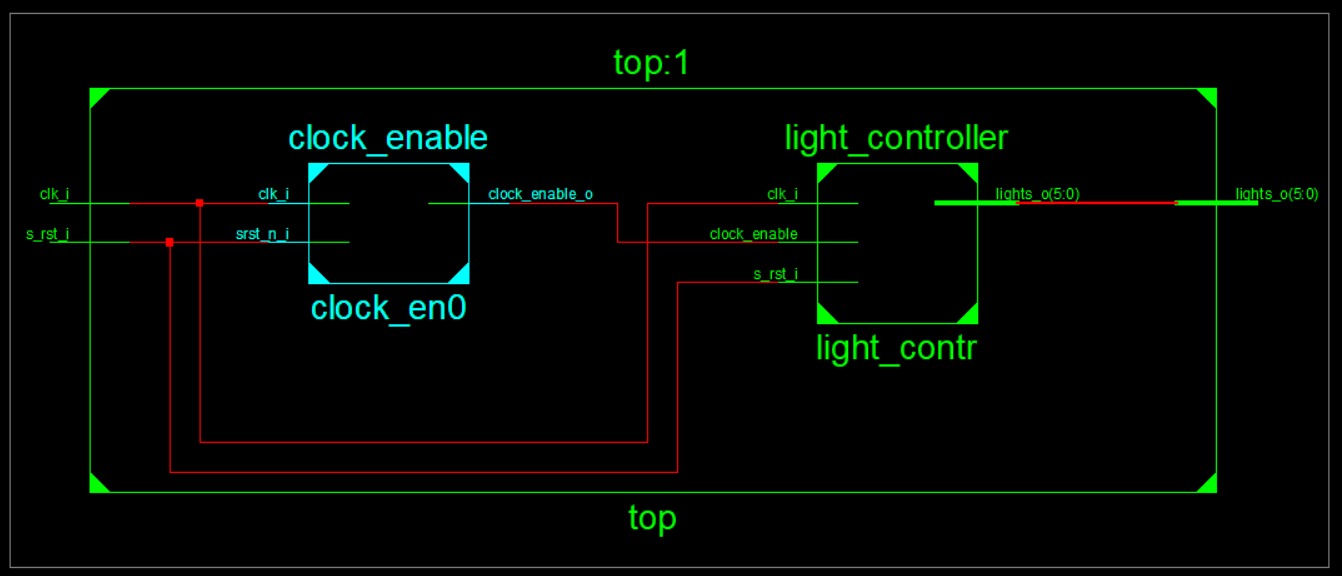 top:1
clock_enable
light_controller
clk_i
clk_i
clock_enable_o
clk_i
lights_o(5:0)
lights_o(5:0)
s_rst_i
srst_n_i
clock_enable
s_rst_i
clock_en0
light_contr
top